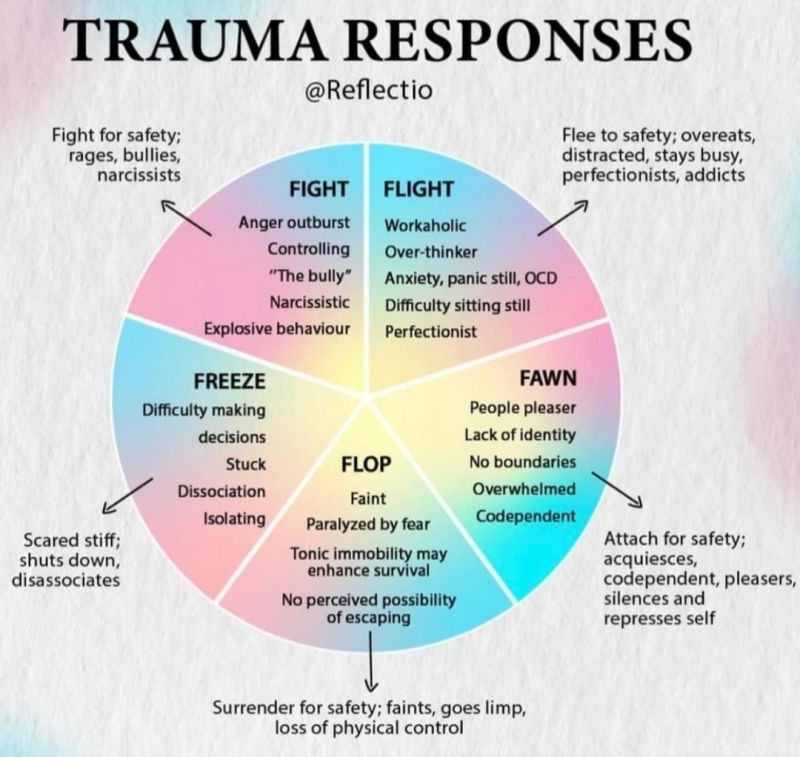 TRAUMA RESPONSES
@Reflectio
Fight for safety;
rages, bullies,
narcissists
Flee to safety; overeats,
distracted, stays busy,
perfectionists, addicts
FIGHT
Anger outburst
Controlling
"The bully"
Narcissistic
Explosive behaviour
FLIGHT
Workaholic
Over-thinker
Anxiety, panic still, OCD
Difficulty sitting still
Perfectionist
FREEZE
Difficulty making
decisions
Stuck
Dissociation
Isolating
FLOP
Faint
Paralyzed by fear
Tonic immobility may
enhance survival
No perceived possibility
of escaping
FAWN
People pleaser
Lack of identity
No boundaries
Overwhelmed
Codependent
Scared stiff;
shuts down,
disassociates
Attach for safety;
acquiesces,
codependent, pleasers,
silences and
represses self
Surrender for safety; faints, goes limp,
loss of physical control